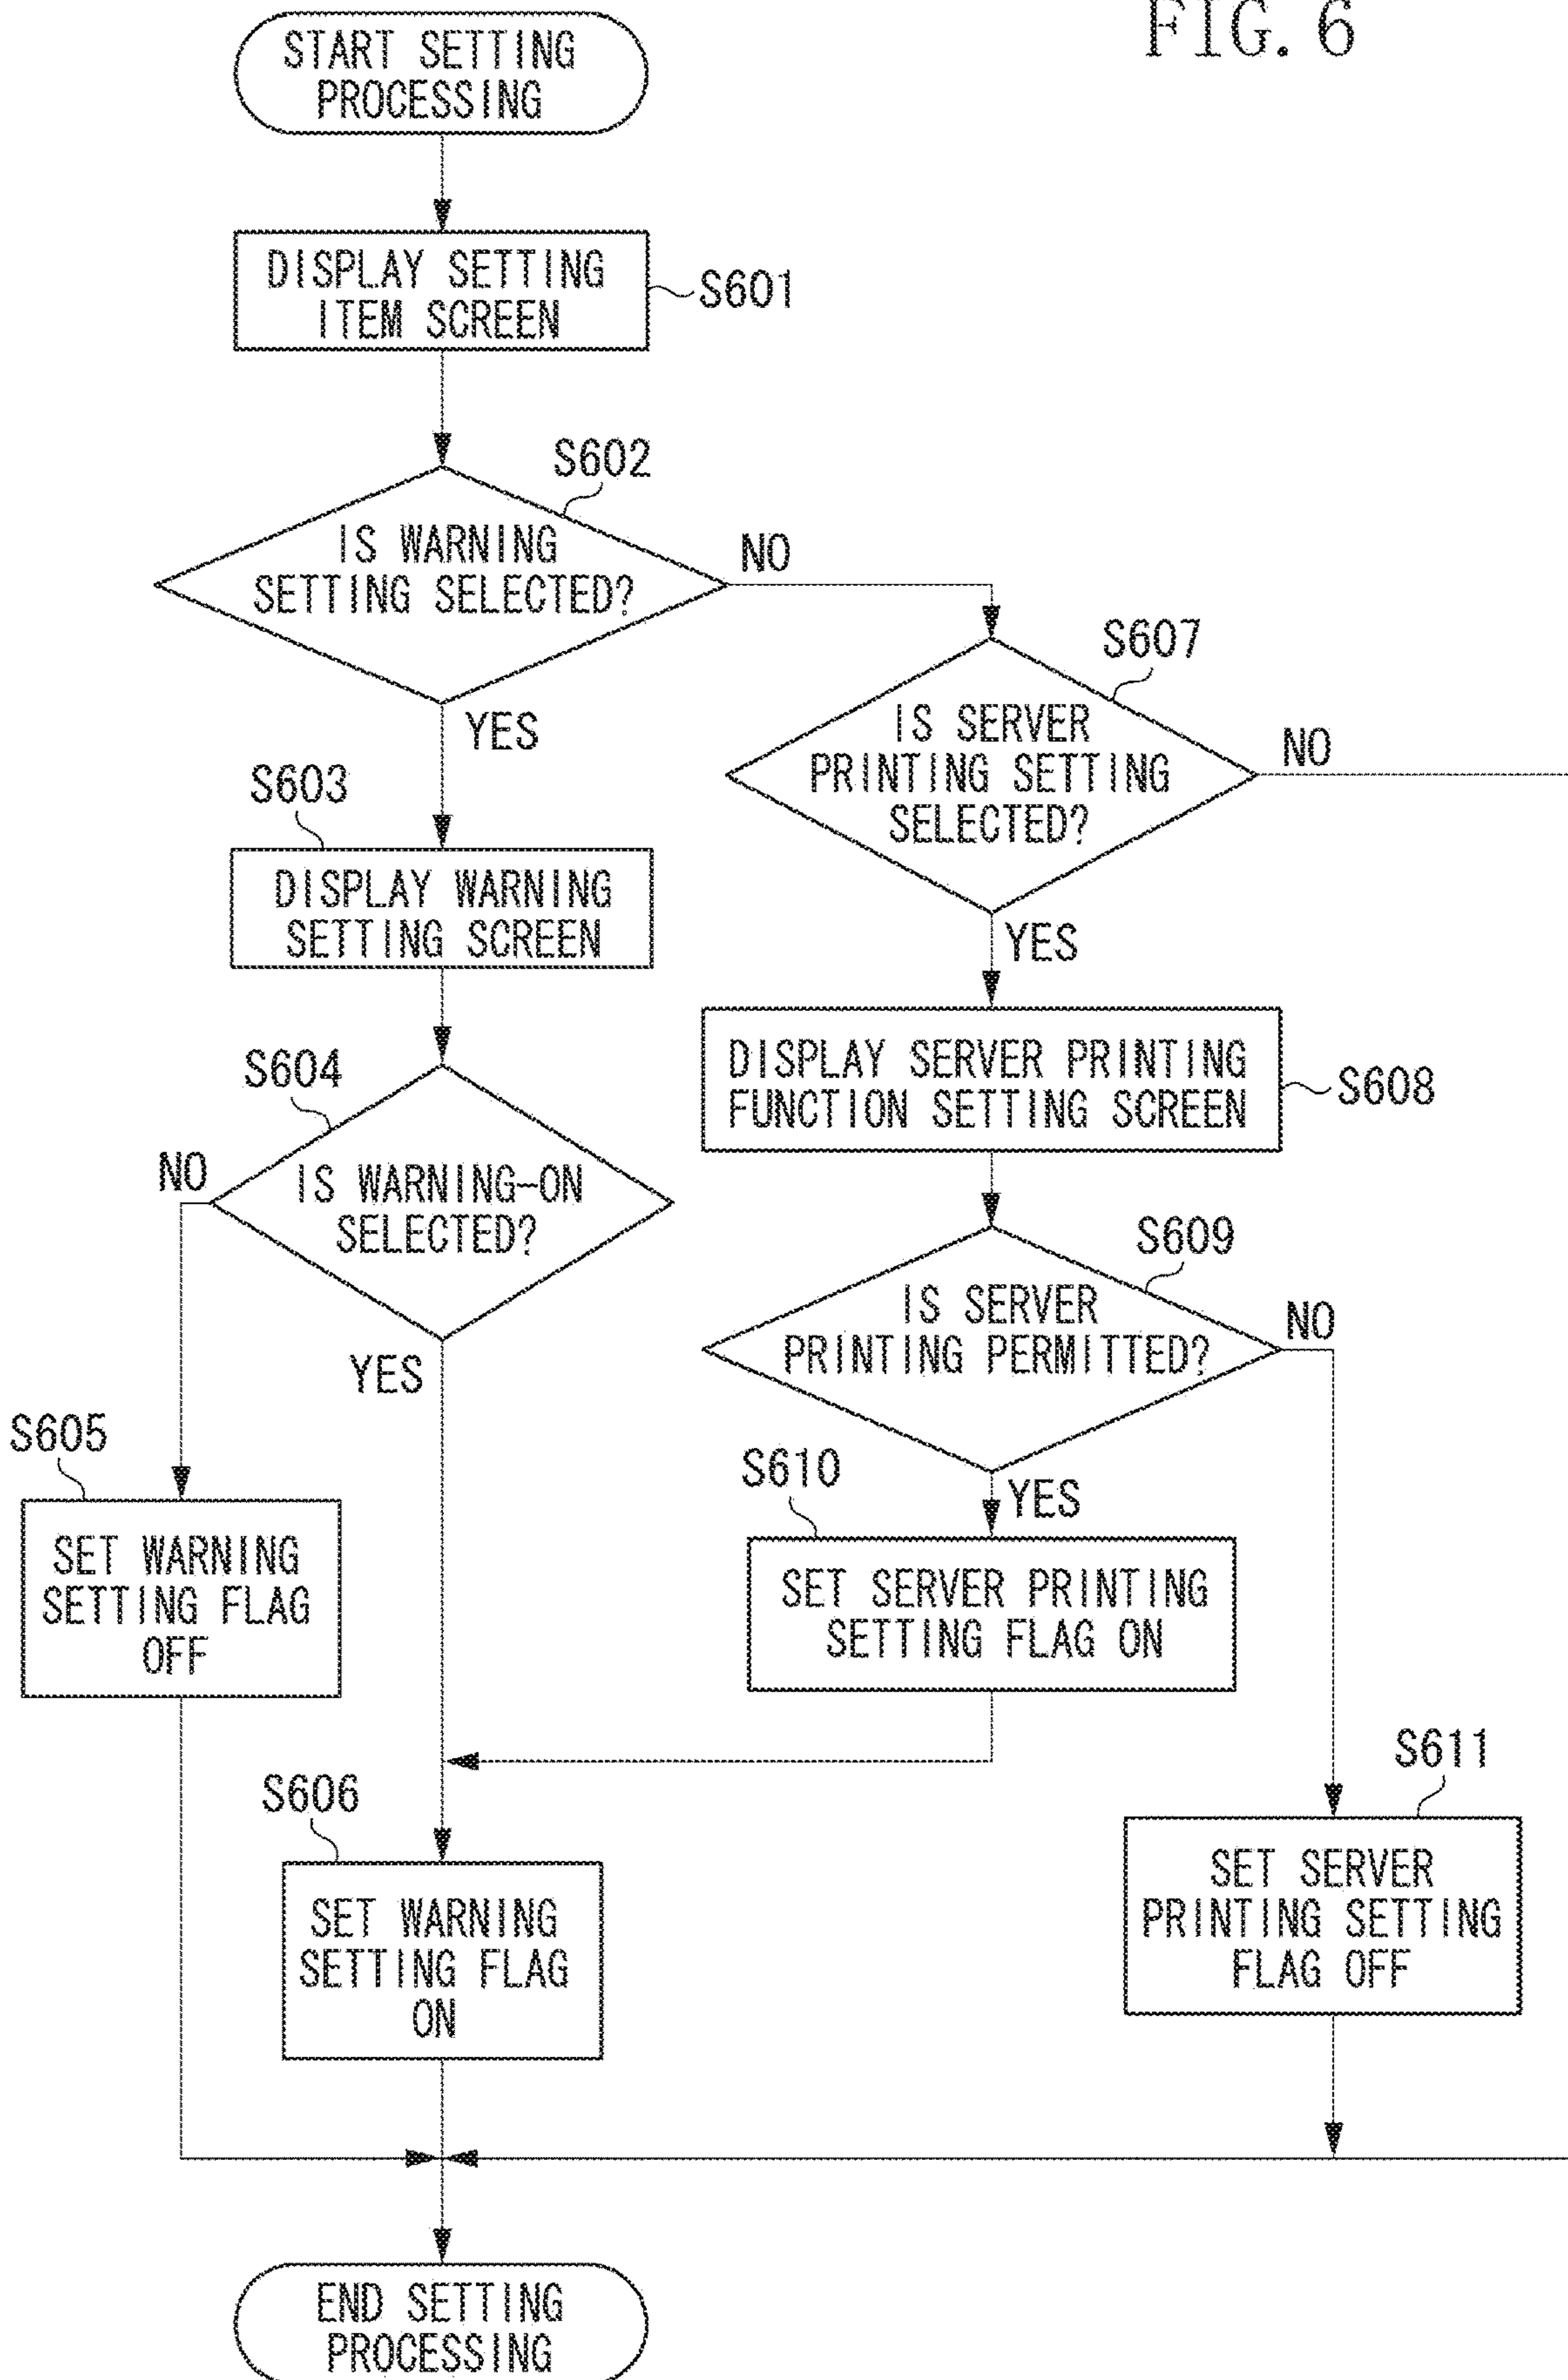 FIG. 6
START SETTING
PROCESSING
DISPLAY SETTING
ITEM SCREEN
S601
S602
IS WARNING
SETTING SELECTED?
NO
YES
S607
IS SERVER
PRINTING SETTING
SELECTED?
NO
YES
S603
DISPLAY WARNING
SETTING SCREEN
S604
IS WARNING-ON
SELECTED?
NO
YES
DISPLAY SERVER PRINTING
FUNCTION SETTING SCREEN
S608
S609
IS SERVER
PRINTING PERMITTED?
NO
YES
S605
SET WARNING
SETTING FLAG
OFF
S610
SET SERVER PRINTING
SETTING FLAG ON
S606
SET WARNING
SETTING FLAG
ON
S611
SET SERVER
PRINTING SETTING
FLAG OFF
END SETTING
PROCESSING